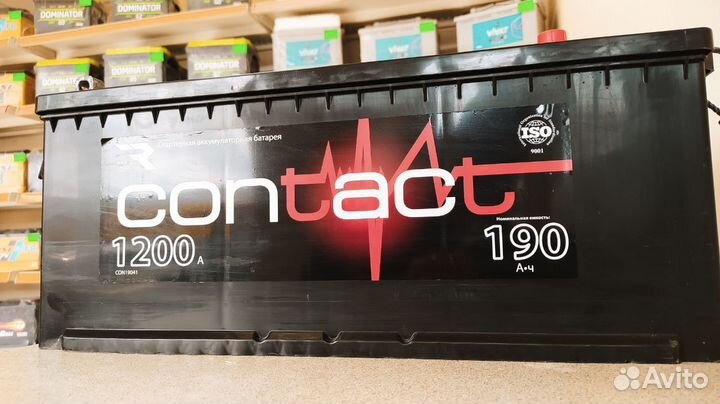 DOMINATOR
DOMINATOR
DOMINATOR
DOMINATOR
Стартерная аккумуляторная батарея
ISO
9001
contact
1200 А
CON19041
Номинальная емкость:
190
А•ч
Avito